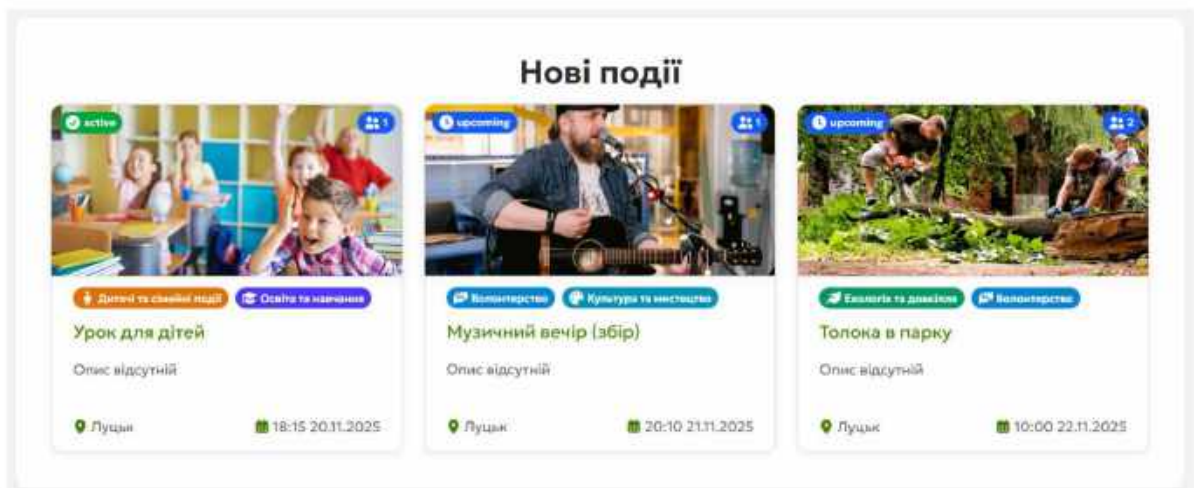 Нові події
active
1
upcoming
1
upcoming
2
Дитячі та сімейні події
Освіта та навчання
Волонтерство
Культура та мистецтво
Екологія та довкілля
Волонтерство
Урок для дітей
Музичний вечір (збір)
Толока в парку
Опис відсутній
Опис відсутній
Опис відсутній
Луцьк
18:15 20.11.2025
Луцьк
20:10 21.11.2025
Луцьк
10:00 22.11.2025